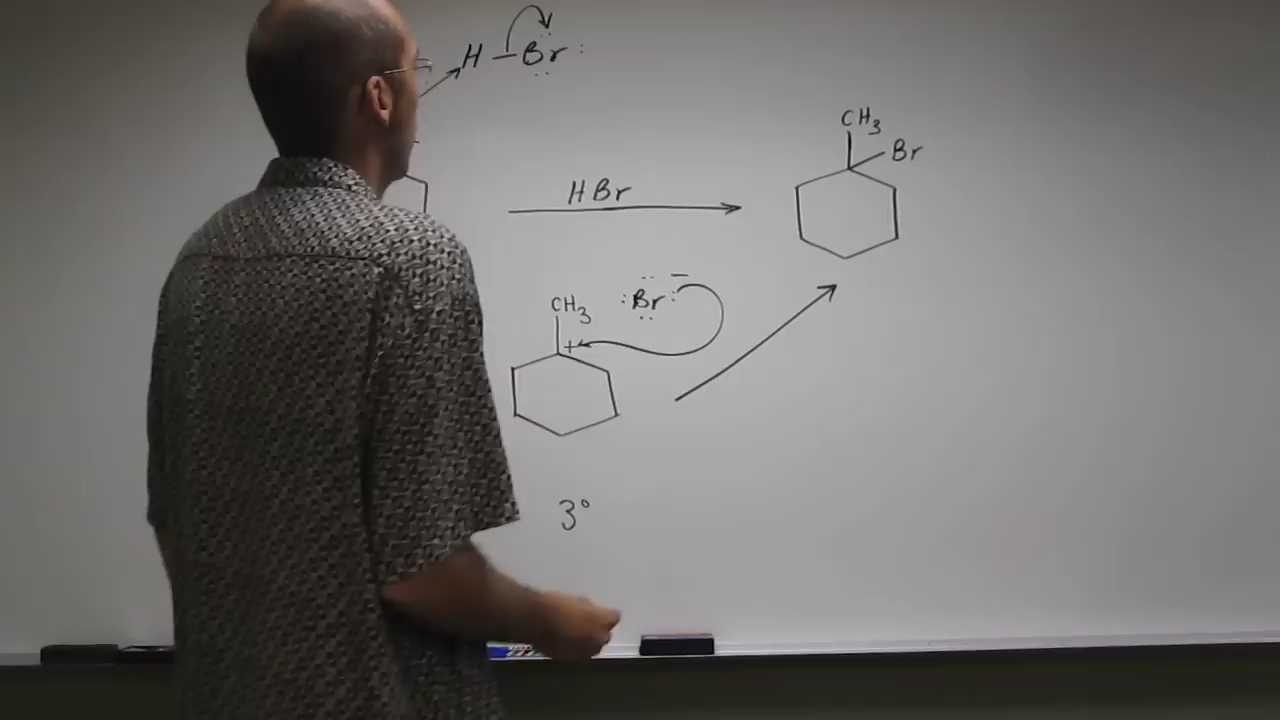 H – Br
HBr
CH3
Br
CH3
+
Br –
3°